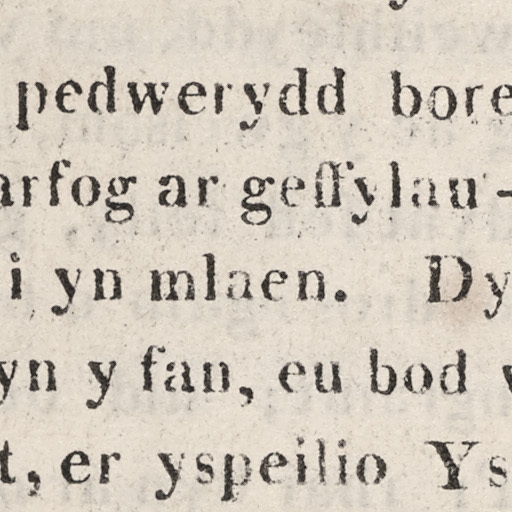 pedwerydd bore
arfog ar geffylau-
i yn mlaen. Dy
yn y fan, eu bod
t, er yspeilio Ys